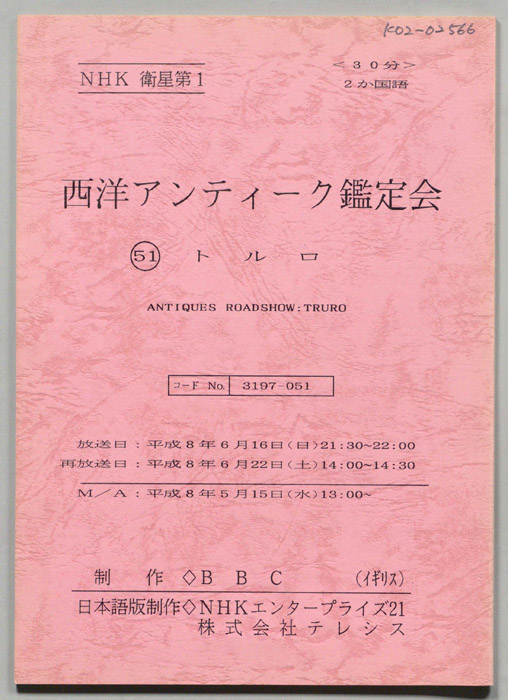 K02-02566
NHK 衛星第1
<30分>
2か国語
西洋アンティーク鑑定会
51 トルロ
ANTIQUES ROADSHOW:TRURO
コード No. 3197-051
放送日:平成8年6月16日(日)21:30~22:00
再放送日:平成8年6月22日(土)14:00~14:30
M/A:平成8年5月15日(水)13:00~
制作◇BBC (イギリス)
日本語版制作◇NHKエンタープライズ21
株式会社テレシス